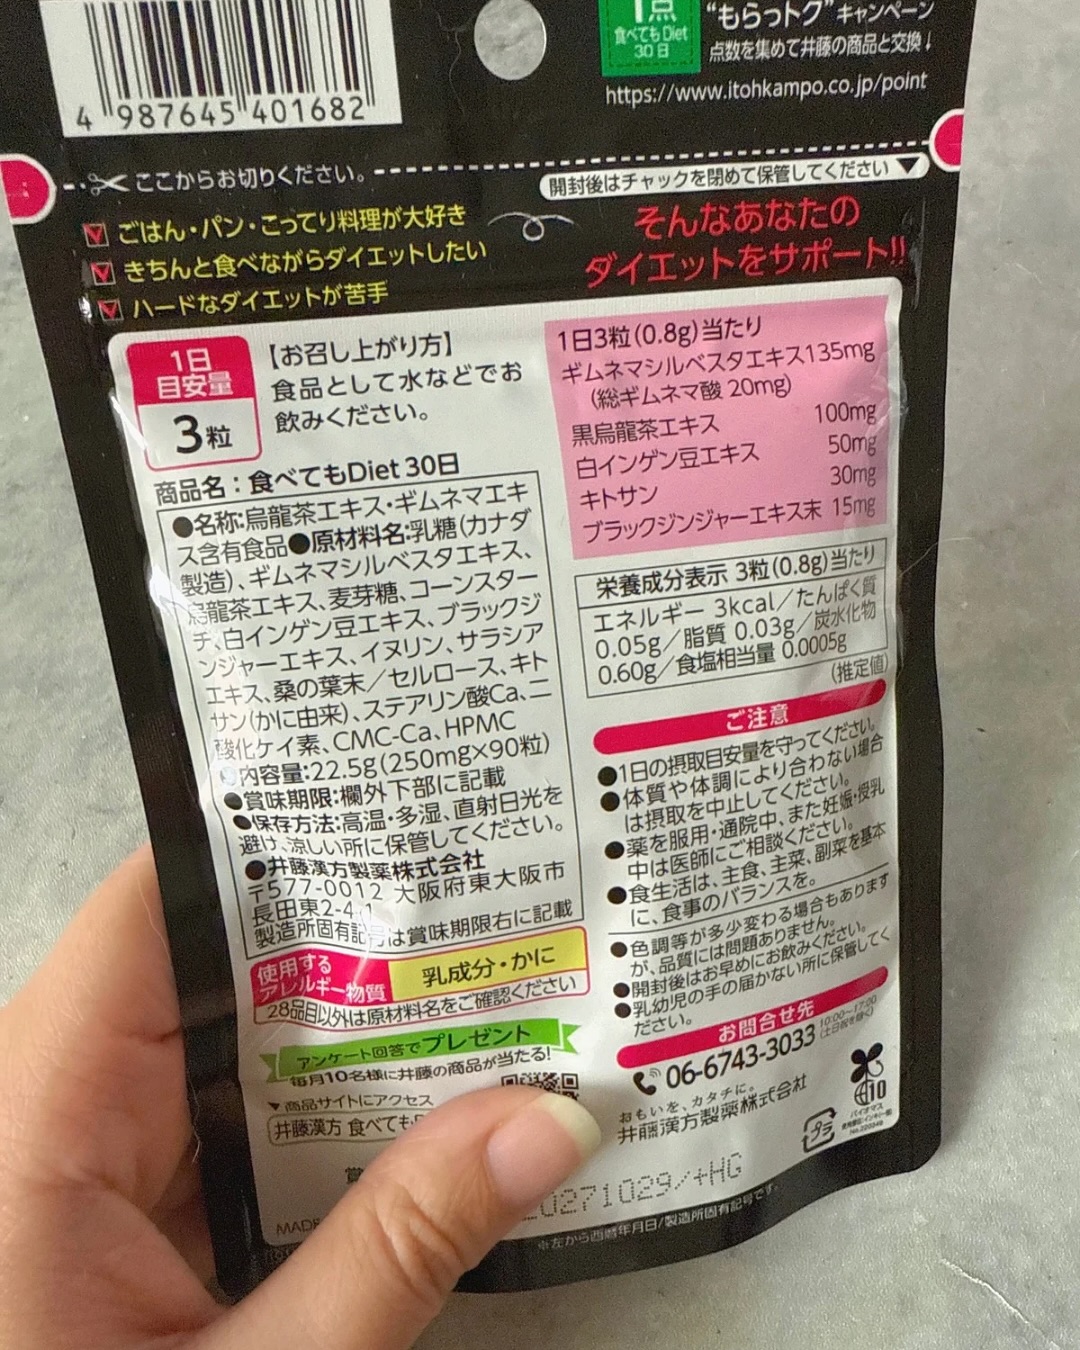 4 987645 401682
1点
食べてもDiet
30日
"もらっトク"キャンペーン
点数を集めて井藤の商品と交換!
https://www.itohkampo.co.jp/point
ここからお切りください。
開封後はチャックを閉めて保管してください▼
ごはん・パン・こってり料理が大好き
きちんと食べながらダイエットしたい
ハードなダイエットが苦手
そんなあなたの
ダイエットをサポート!!
1日
目安量
3粒
【お召し上がり方】
食品として水などでお
飲みください。
商品名:食べてもDiet 30日
●名称:烏龍茶エキス・ギムネマエキ
ス含有食品●原材料名:乳糖(カナダ
製造)、ギムネマシルベスタエキス、
烏龍茶エキス、麦芽糖、コーンスター
チ、白インゲン豆エキス、ブラックジ
ンジャーエキス、イヌリン、サラシア
エキス、桑の葉末/セルロース、キト
サン(かに由来)、ステアリン酸Ca、二
酸化ケイ素、CMC-Ca、HPMC
●内容量:22.5g(250mg×90粒)
●賞味期限:欄外下部に記載
●保存方法:高温・多湿、直射日光を
避け、涼しい所に保管してください。
●井藤漢方製薬株式会社
〒577-0012 大阪府東大阪市
長田東2-4-1
製造所固有記号は賞味期限右に記載
使用する
アレルギー物質
乳成分・かに
28品目以外は原材料名をご確認ください
アンケート回答でプレゼント
毎月10名様に井藤の商品が当たる!
▼商品サイトにアクセス
井藤漢方 食べても
賞
MADE
1日3粒(0.8g)当たり
ギムネマシルベスタエキス135mg
(総ギムネマ酸 20mg)
黒烏龍茶エキス 100mg
白インゲン豆エキス 50mg
キトサン 30mg
ブラックジンジャーエキス末 15mg
栄養成分表示 3粒(0.8g)当たり
エネルギー 3kcal/たんぱく質
0.05g/脂質 0.03g/炭水化物
0.60g/食塩相当量 0.0005g
(推定値)
ご注意
●1日の摂取目安量を守ってください。
●体質や体調により合わない場合
は摂取を中止してください。
●薬を服用・通院中、また妊娠・授乳
中は医師にご相談ください。
●食生活は、主食、主菜、副菜を基本
に、食事のバランスを。
●色調等が多少変わる場合もあります
が、品質には問題ありません。
●開封後はお早めにお飲みください。
●乳幼児の手の届かない所に保管してく
ださい。
お問合せ先
06-6743-3033
10:00~17:00
(土日祝を除く)
おもいを、カタチに。
井藤漢方製薬株式会社
プラ
10
バイオマス
No.220348
0271029/+HG
※左から西暦年月日/製造所固有記号です。